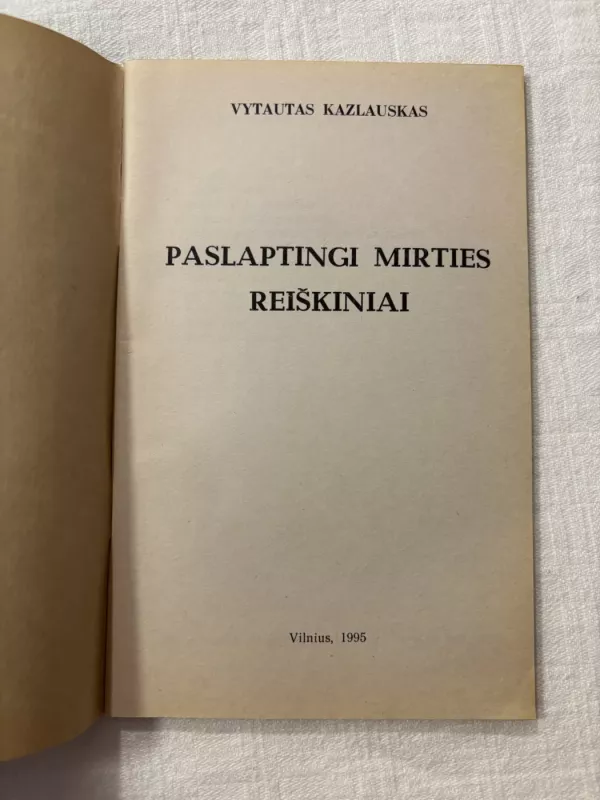 VYTAUTAS KAZLAUSKAS
PASLAPTINGI MIRTIES
REIŠKINIAI
Vilnius, 1995